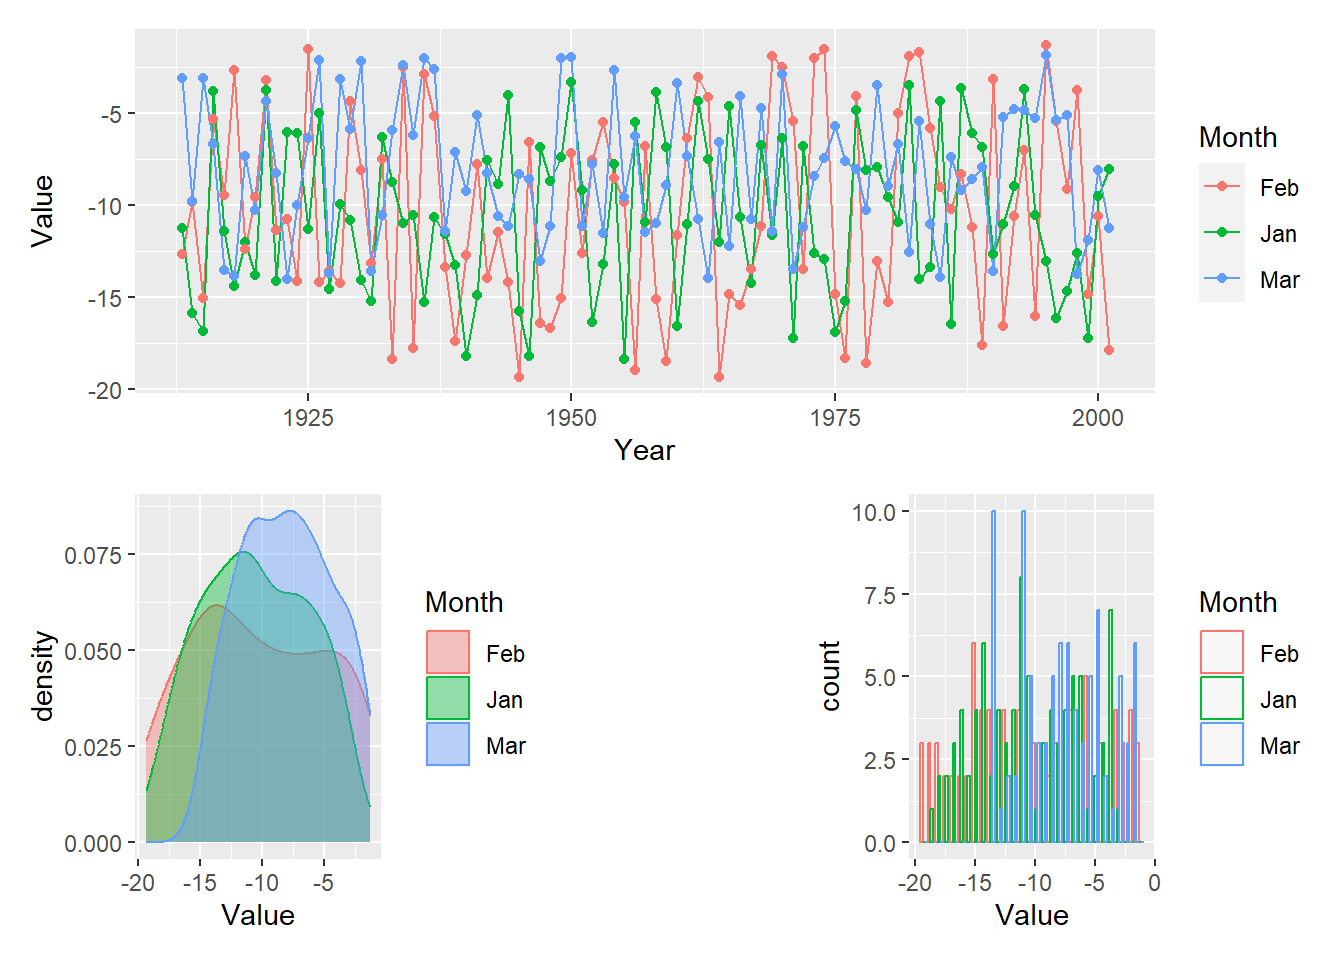 Value
-5
-10
-15
-20
1925 1950 1975 2000
Year
Month
Feb
Jan
Mar
density
0.075
0.050
0.025
0.000
-20 -15 -10 -5
Value
Month
Feb
Jan
Mar
count
10.0
7.5
5.0
2.5
0.0
-20 -15 -10 -5 0
Value
Month
Feb
Jan
Mar